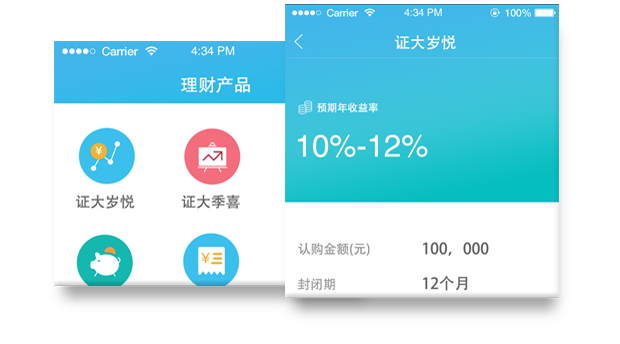 Carrier 4:34 PM
理财产品
¥
证大岁悦
证大季喜
¥
Carrier 4:34 PM 100%
证大岁悦
预期年收益率
10%-12%
认购金额(元) 100，000
封闭期 12个月